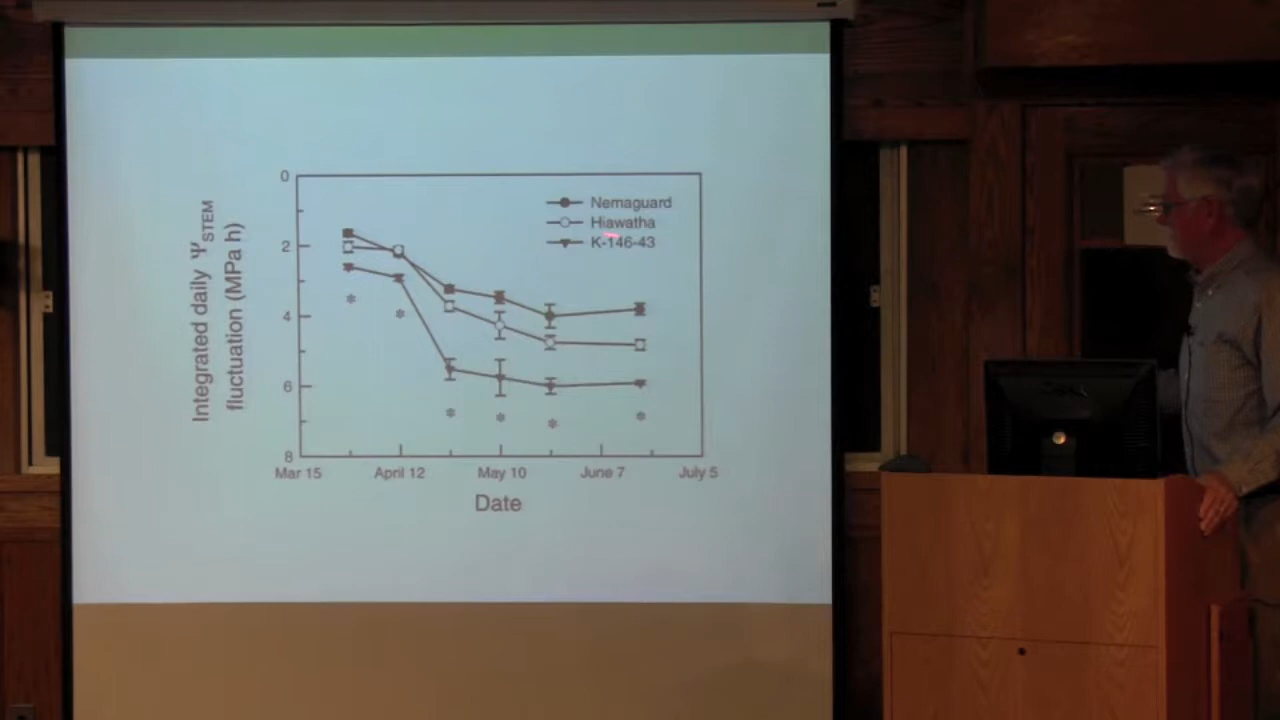 0
2
4
6
8
Integrated daily Ψ STEM
fluctuation (MPa h)
Nemaguard
Hiawatha
K-146-43
*
*
*
*
*
*
Mar 15
April 12
May 10
June 7
July 5
Date